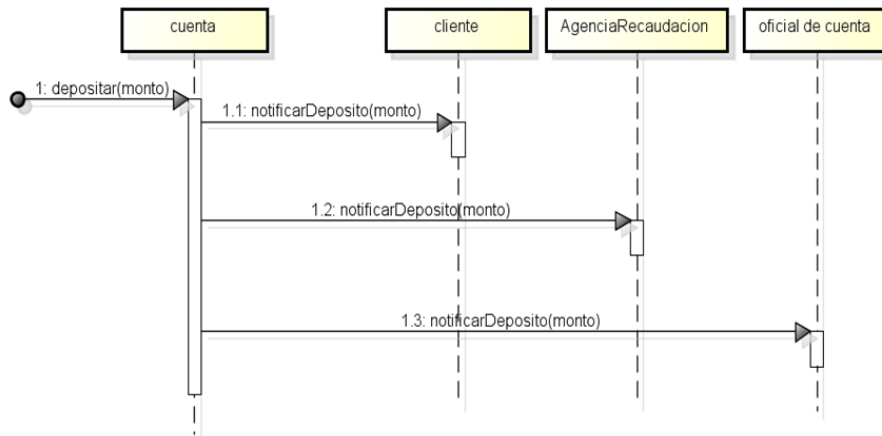 cuenta
cliente
AgenciaRecaudacion
oficial de cuenta
1: depositar(monto)
1.1: notificarDeposito(monto)
1.2: notificarDeposito(monto)
1.3: notificarDeposito(monto)